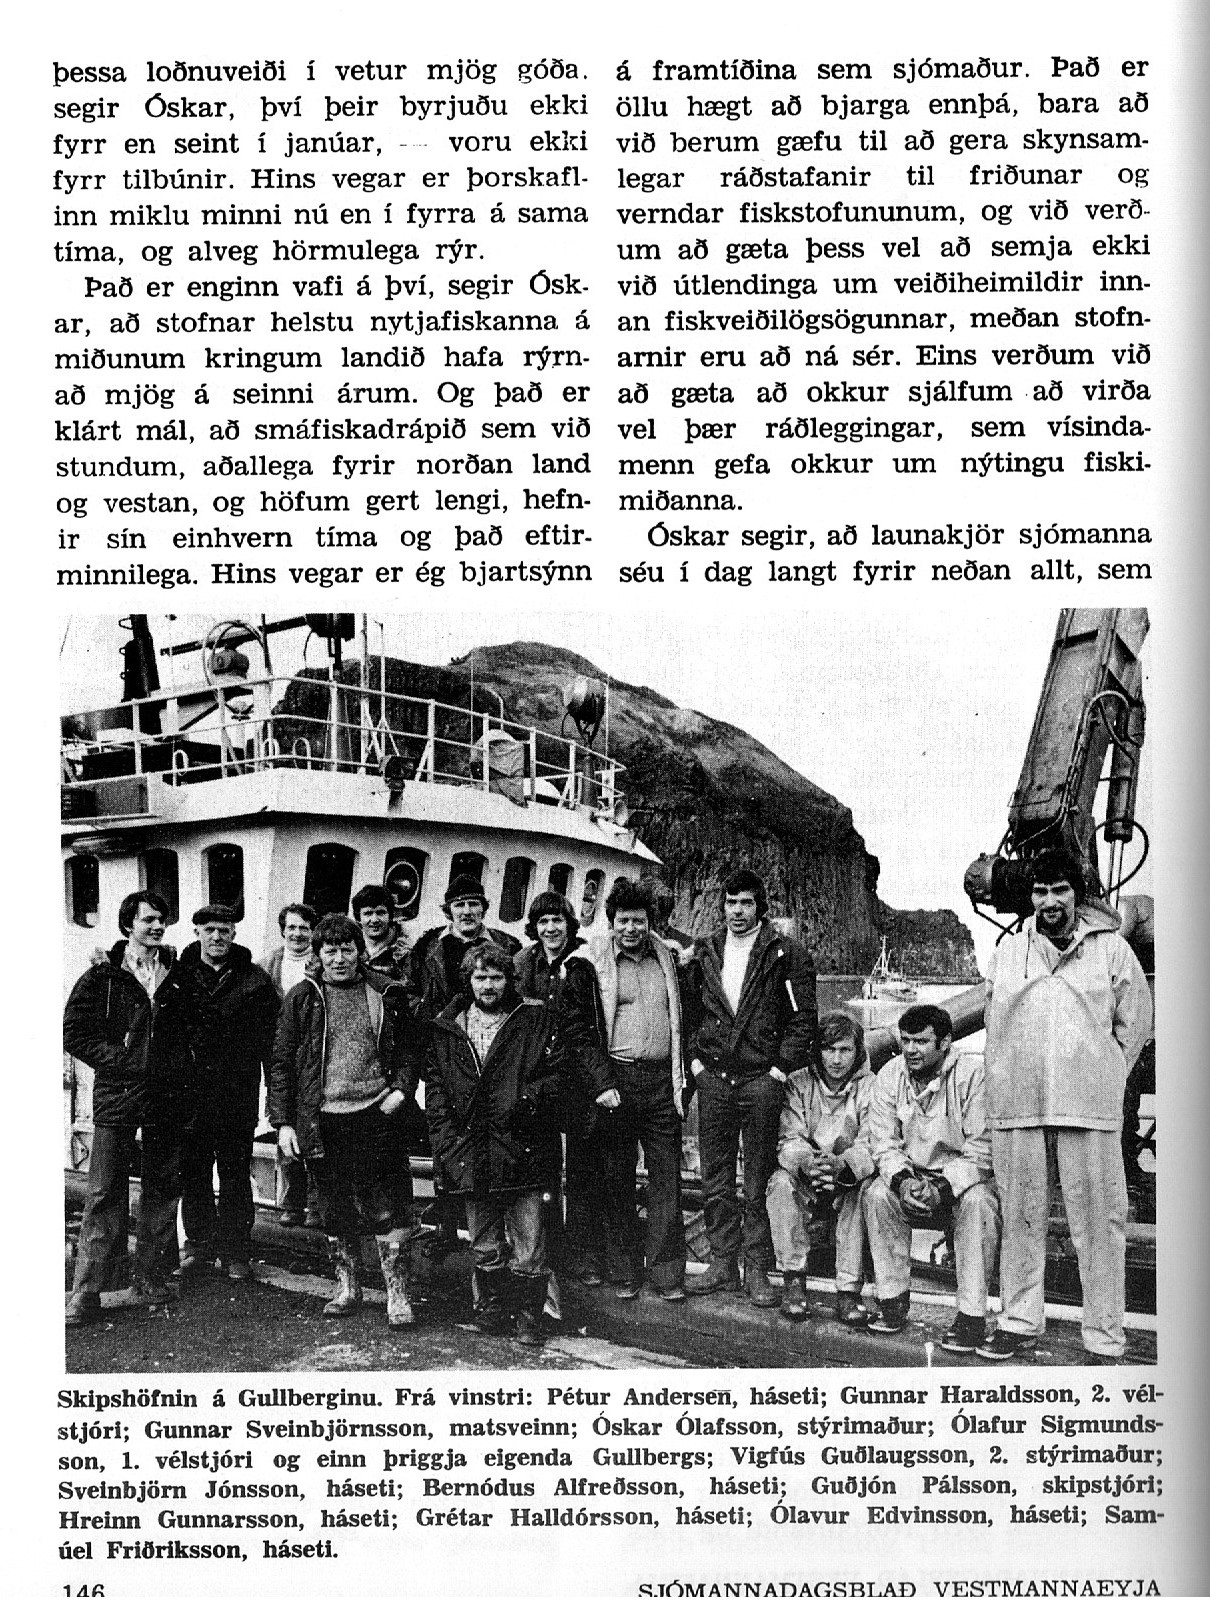 þessa loðnuveiði í vetur mjög góða.
segir Óskar, því þeir byrjuðu ekki
fyrr en seint í janúar, — voru ekki
fyrr tilbúnir. Hins vegar er þorskafl-
inn miklu minni nú en í fyrra á sama
tíma, og alveg hörmulega rýr.
Það er enginn vafi á því, segir Ósk-
ar, að stofnar helstu nytjafiskanna á
miðunum kringum landið hafa rýrn-
að mjög á seinni árum. Og það er
klárt mál, að smáfiskadrápið sem við
stundum, aðallega fyrir norðan land
og vestan, og höfum gert lengi, hefn-
ir sín einhvern tíma og það eftir-
minnilega. Hins vegar er ég bjartsýnn
á framtíðina sem sjómaður. Það er
öllu hægt að bjarga ennþá, bara að
við berum gæfu til að gera skynsam-
legar ráðstafanir til friðunar og
verndar fiskstofununum, og við verð-
um að gæta þess vel að semja ekki
við útlendinga um veiðiheimildir inn-
an fiskveiðilögsögunnar, meðan stofn-
arnir eru að ná sér. Eins verðum við
að gæta að okkur sjálfum að virða
vel þær ráðleggingar, sem vísinda-
menn gefa okkur um nýtingu fiski-
miðanna.
Óskar segir, að launakjör sjómanna
séu í dag langt fyrir neðan allt, sem
Skipshöfnin á Gullberginu. Frá vinstri: Pétur Andersen, háseti; Gunnar Haraldsson, 2. vél-
stjóri; Gunnar Sveinbjörnsson, matsveinn; Óskar Ólafsson, stýrimaður; Ólafur Sigmunds-
son, 1. vélstjóri og einn þriggja eigenda Gullbergs; Vigfús Guðlaugsson, 2. stýrimaður;
Sveinbjörn Jónsson, háseti; Bernódus Alfreðsson, háseti; Guðjón Pálsson, skipstjóri;
Hreinn Gunnarsson, háseti; Grétar Halldórsson, háseti; Ólavur Edvinsson, háseti; Sam-
úel Friðriksson, háseti.
146
SJÓMANNADAGSBLAÐ VESTMANNAEYJA